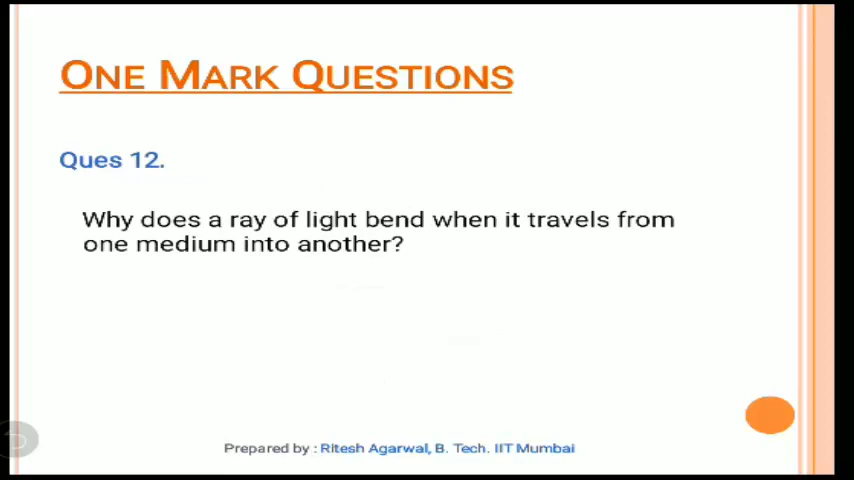 ONE MARK QUESTIONS
Ques 12.
Why does a ray of light bend when it travels from
one medium into another?
Prepared by : Ritesh Agarwal, B. Tech. IIT Mumbai